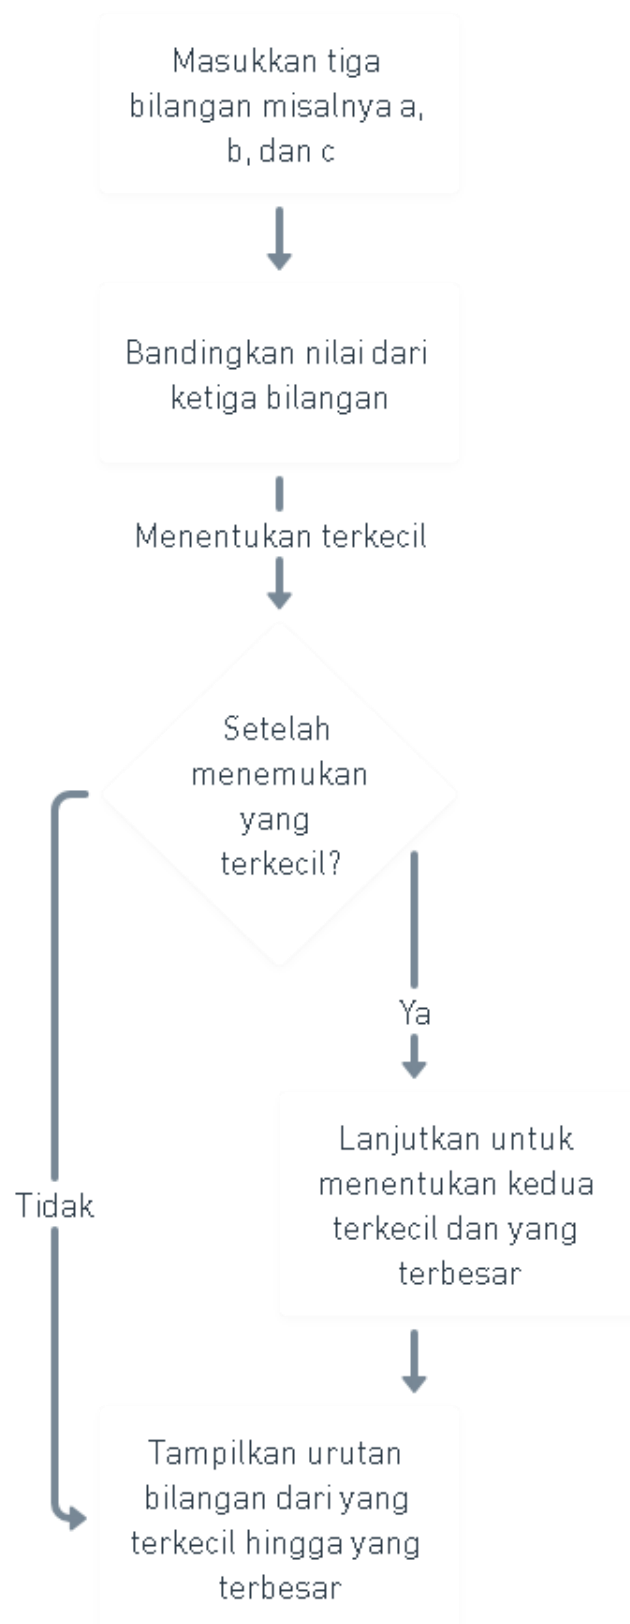 Masukkan tiga
bilangan misalnya a,
b, dan c
Bandingkan nilai dari
ketiga bilangan
Menentukan terkecil
Setelah
menemukan
yang
terkecil?
Ya
Lanjutkan untuk
menentukan kedua
terkecil dan yang
terbesar
Tidak
Tampilkan urutan
bilangan dari yang
terkecil hingga yang
terbesar